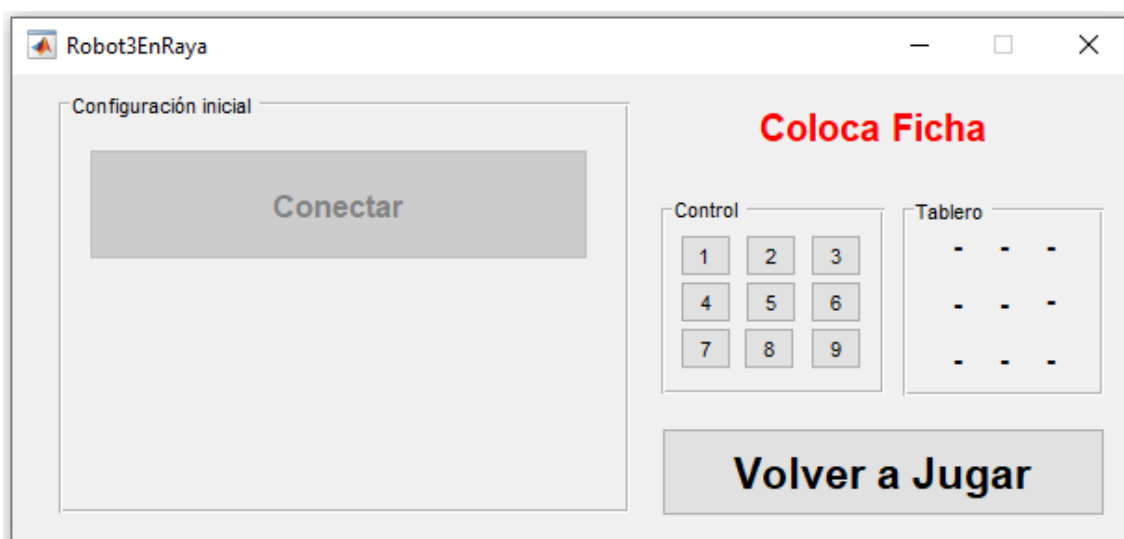 Robot3EnRaya
Configuración inicial
Conectar
Coloca Ficha
Control
1 2 3
4 5 6
7 8 9
Tablero
- - -
- - -
- - -
Volver a Jugar